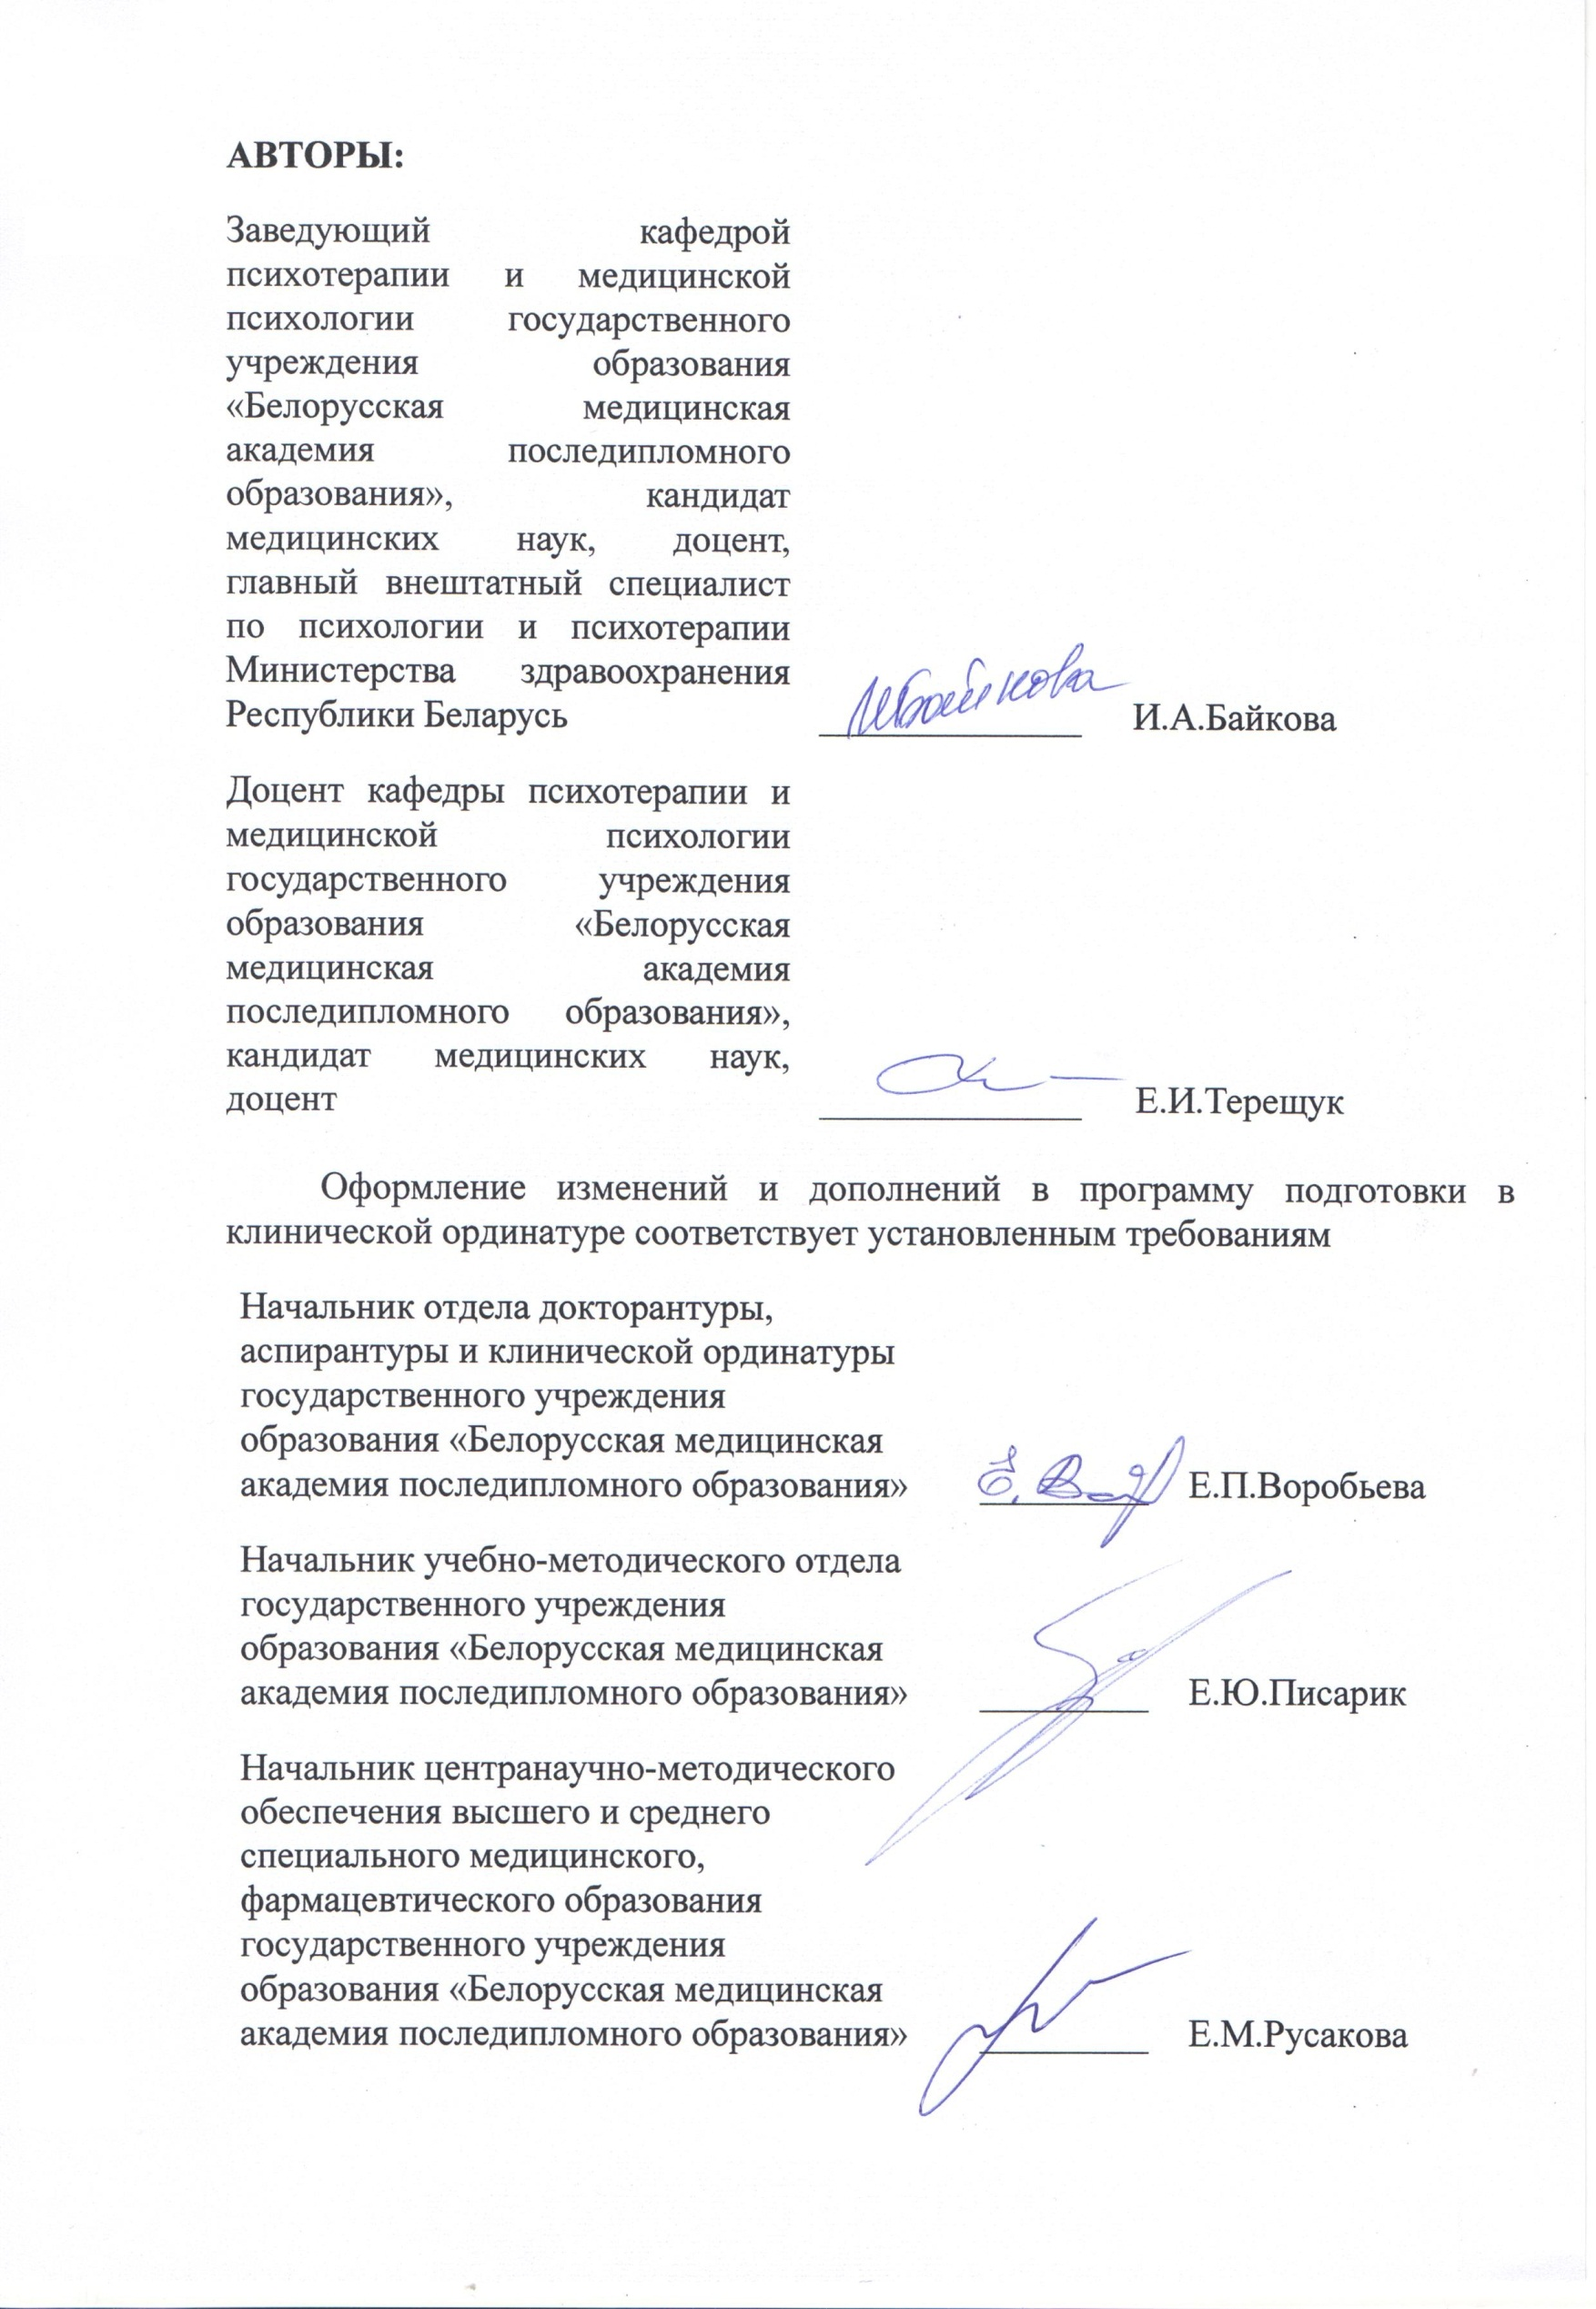 АВТОРЫ:
Заведующий кафедрой
психотерапии и медицинской
психологии государственного
учреждения образования
«Белорусская медицинская
академия последипломного
образования», кандидат
медицинских наук, доцент,
главный внештатный специалист
по психологии и психотерапии
Министерства здравоохранения
Республики Беларусь И.А.Байкова
Доцент кафедры психотерапии и
медицинской психологии
государственного учреждения
образования «Белорусская
медицинская академия
последипломного образования»,
кандидат медицинских наук,
доцент Е.И.Терещук
Оформление изменений и дополнений в программу подготовки в
клинической ординатуре соответствует установленным требованиям
Начальник отдела докторантуры,
аспирантуры и клинической ординатуры
государственного учреждения
образования «Белорусская медицинская
академия последипломного образования» Е.П.Воробьева
Начальник учебно-методического отдела
государственного учреждения
образования «Белорусская медицинская
академия последипломного образования» Е.Ю.Писарик
Начальник центранаучно-методического
обеспечения высшего и среднего
специального медицинского,
фармацевтического образования
государственного учреждения
образования «Белорусская медицинская
академия последипломного образования» Е.М.Русакова